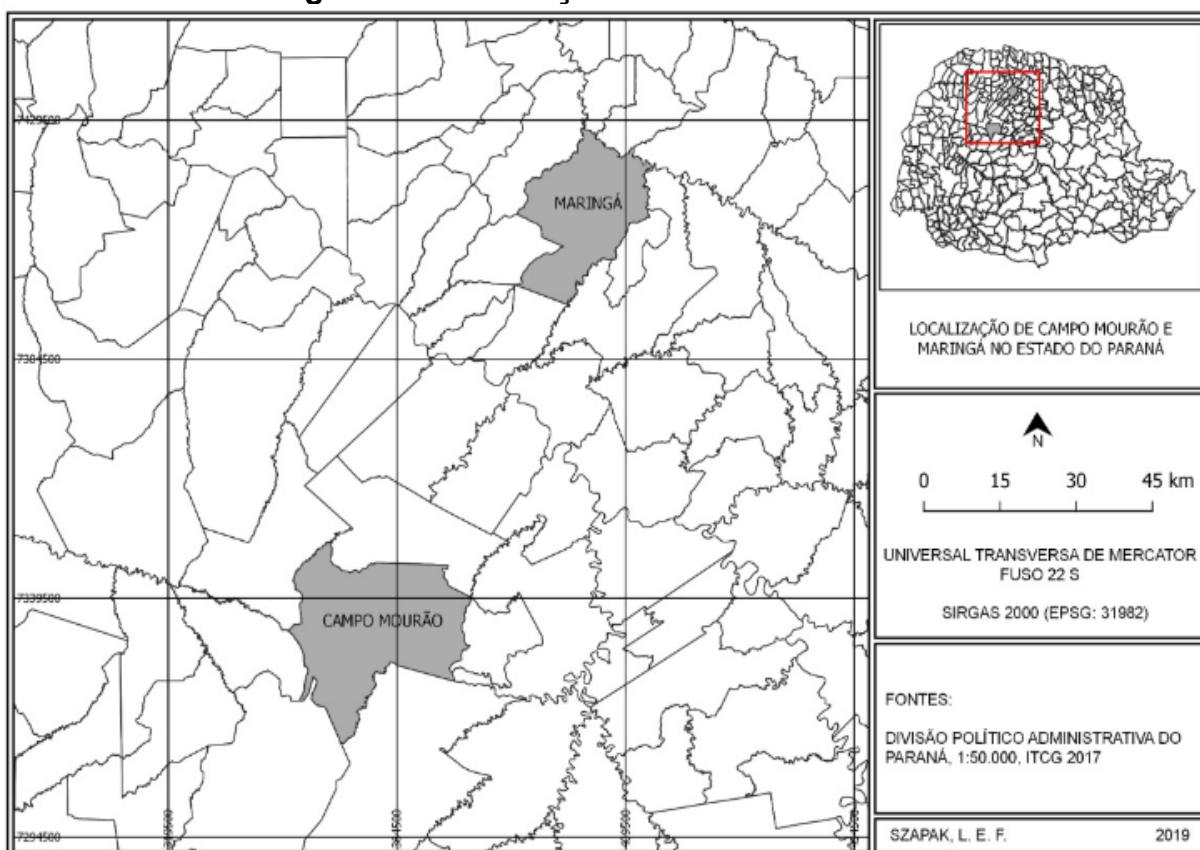 7429500
MARINGÁ
7384500
7339500
CAMPO MOURÃO
7294500
LOCALIZAÇÃO DE CAMPO MOURÃO E
MARINGÁ NO ESTADO DO PARANÁ
N
0 15 30 45 km
UNIVERSAL TRANSVERSA DE MERCATOR
FUSO 22 S
SIRGAS 2000 (EPSG: 31982)
FONTES:
DIVISÃO POLÍTICO ADMINISTRATIVA DO
PARANÁ, 1:50.000, ITCG 2017
SZAPAK, L. E. F. 2019